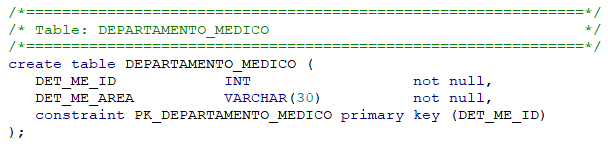 /*==============================================================*/
/* Table: DEPARTAMENTO_MEDICO                                   */
/*==============================================================*/
create table DEPARTAMENTO_MEDICO (
   DET_ME_ID            INT                  not null,
   DET_ME_AREA          VARCHAR(30)          not null,
   constraint PK_DEPARTAMENTO_MEDICO primary key (DET_ME_ID)
);